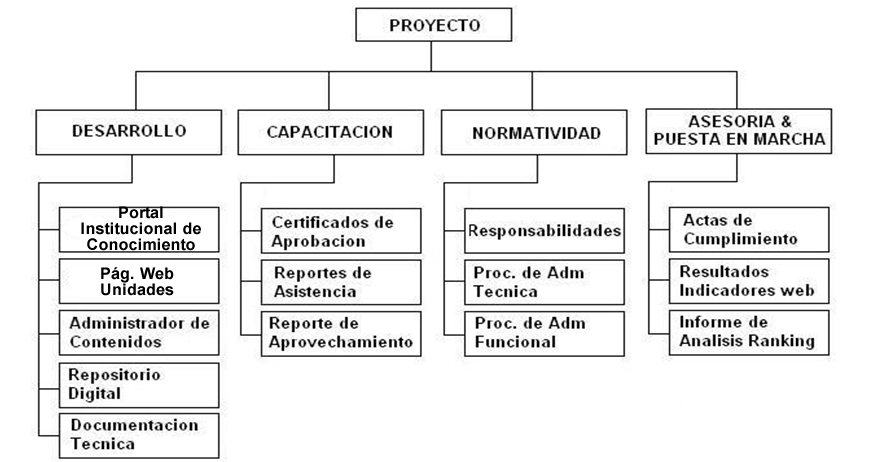 PROYECTO
DESARROLLO
CAPACITACION
NORMATIVIDAD
ASESORIA &
PUESTA EN MARCHA
Portal
Institucional de
Conocimiento
Pág. Web
Unidades
Administrador de
Contenidos
Repositorio
Digital
Documentacion
Tecnica
Certificados de
Aprobacion
Reportes de
Asistencia
Reporte de
Aprovechamiento
Responsabilidades
Proc. de Adm
Tecnica
Proc. de Adm
Funcional
Actas de
Cumplimiento
Resultados
Indicadores web
Informe de
Analisis Ranking